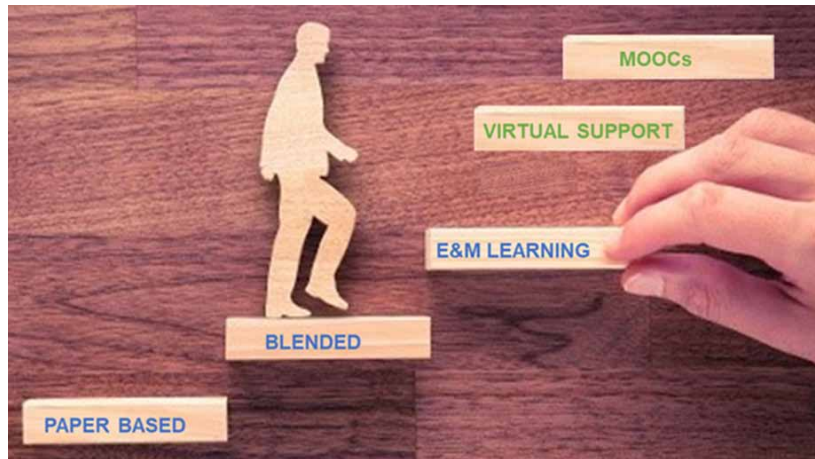 MOOCs
VIRTUAL SUPPORT
E&M LEARNING
BLENDED
PAPER BASED